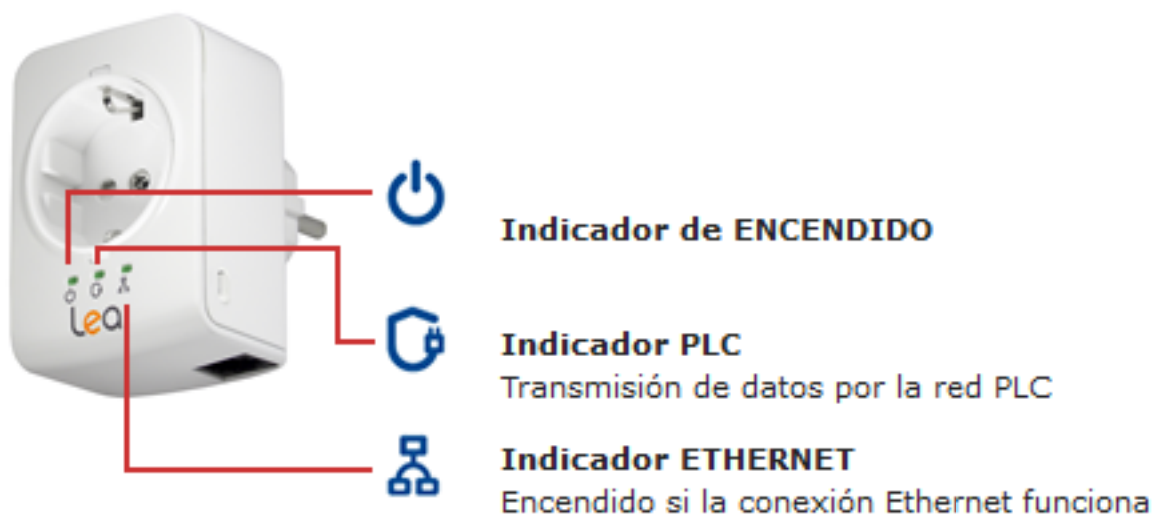 lea
Indicador de ENCENDIDO
Indicador PLC
Transmisión de datos por la red PLC
Indicador ETHERNET
Encendido si la conexión Ethernet funciona